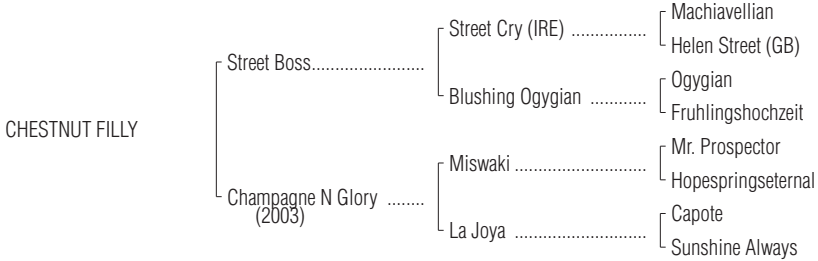 Machiavellian
Street Cry (IRE) ................
Helen Street (GB)
Street Boss........................
Ogygian
Blushing Ogygian ............
Fruhlingshochzeit
CHESTNUT FILLY
Mr. Prospector
Miswaki ............................
Hopespringseternal
Champagne N Glory ........
(2003)
Capote
La Joya ............................
Sunshine Always